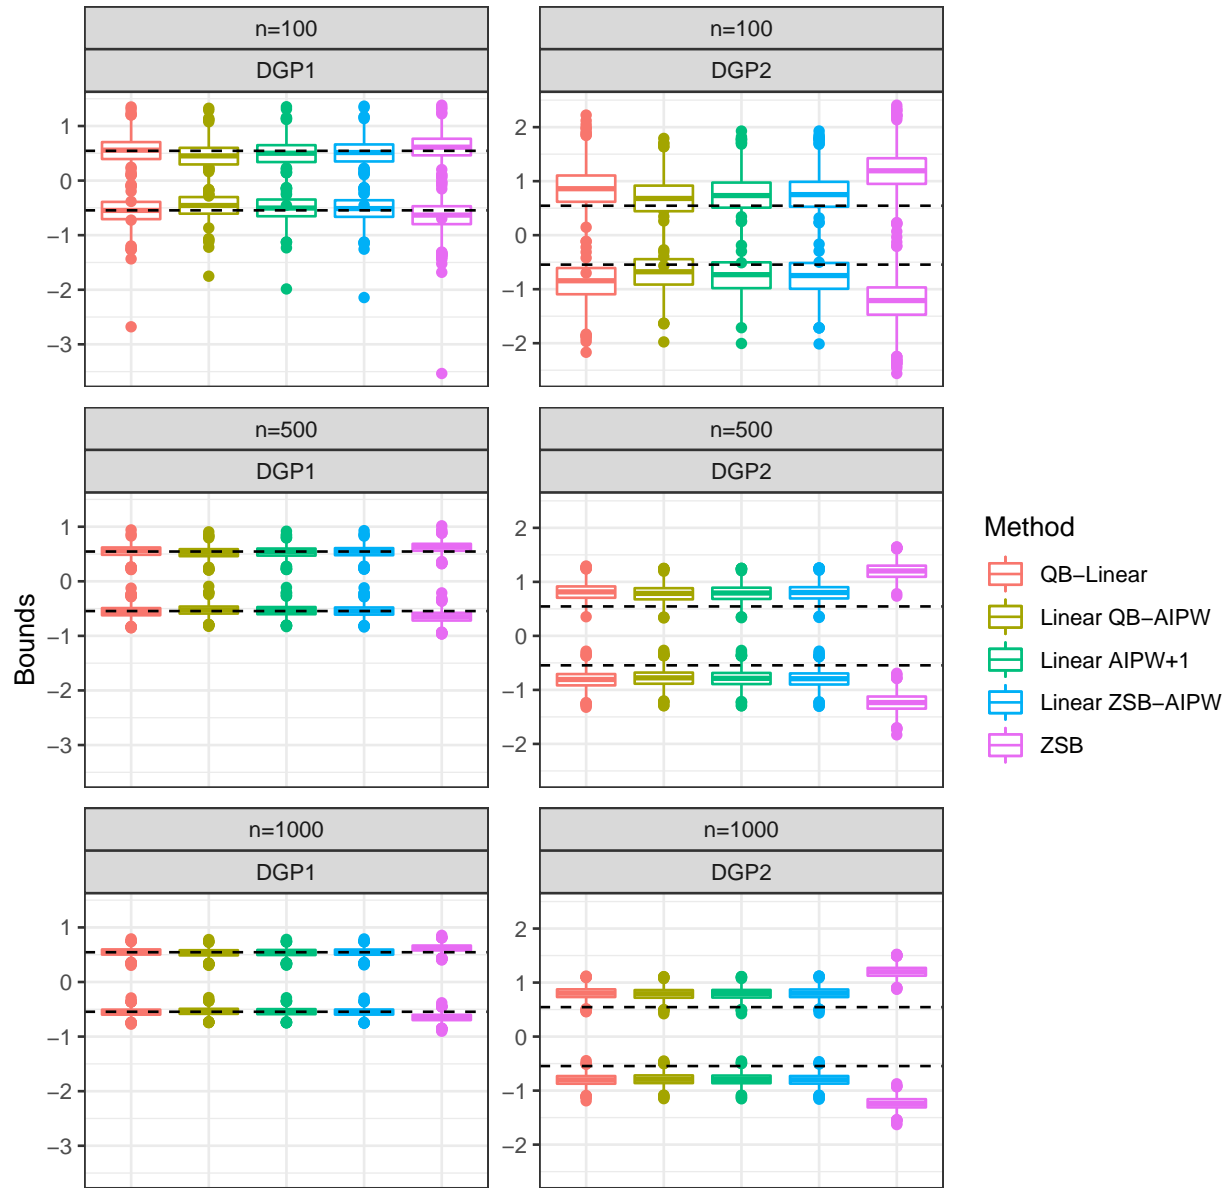 n=100
DGP1
1
0
−1
−2
−3
n=100
DGP2
2
1
0
−1
−2
n=500
DGP1
1
0
−1
−2
−3
n=500
DGP2
2
1
0
−1
−2
n=1000
DGP1
1
0
−1
−2
−3
n=1000
DGP2
2
1
0
−1
−2
Bounds
Method
QB−Linear
Linear QB−AIPW
Linear AIPW+1
Linear ZSB−AIPW
ZSB